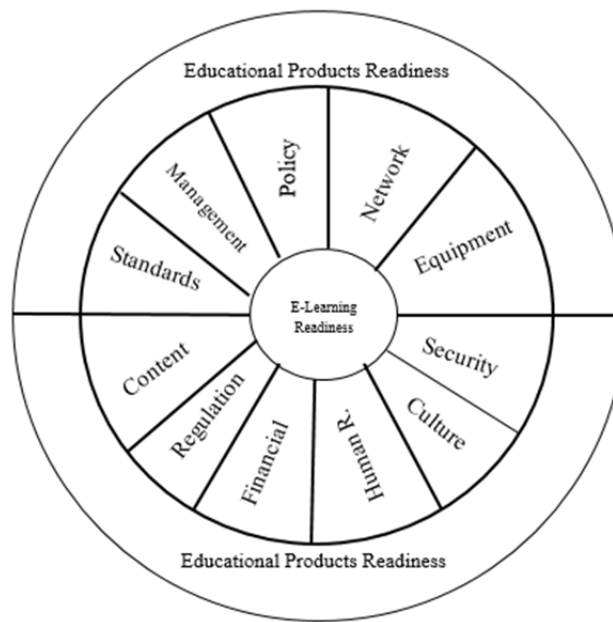 Educational Products Readiness
Policy
Network
Management
Equipment
Standards
E-Learning
Readiness
Content
Security
Regulation
Culture
Financial
Human R.
Educational Products Readiness